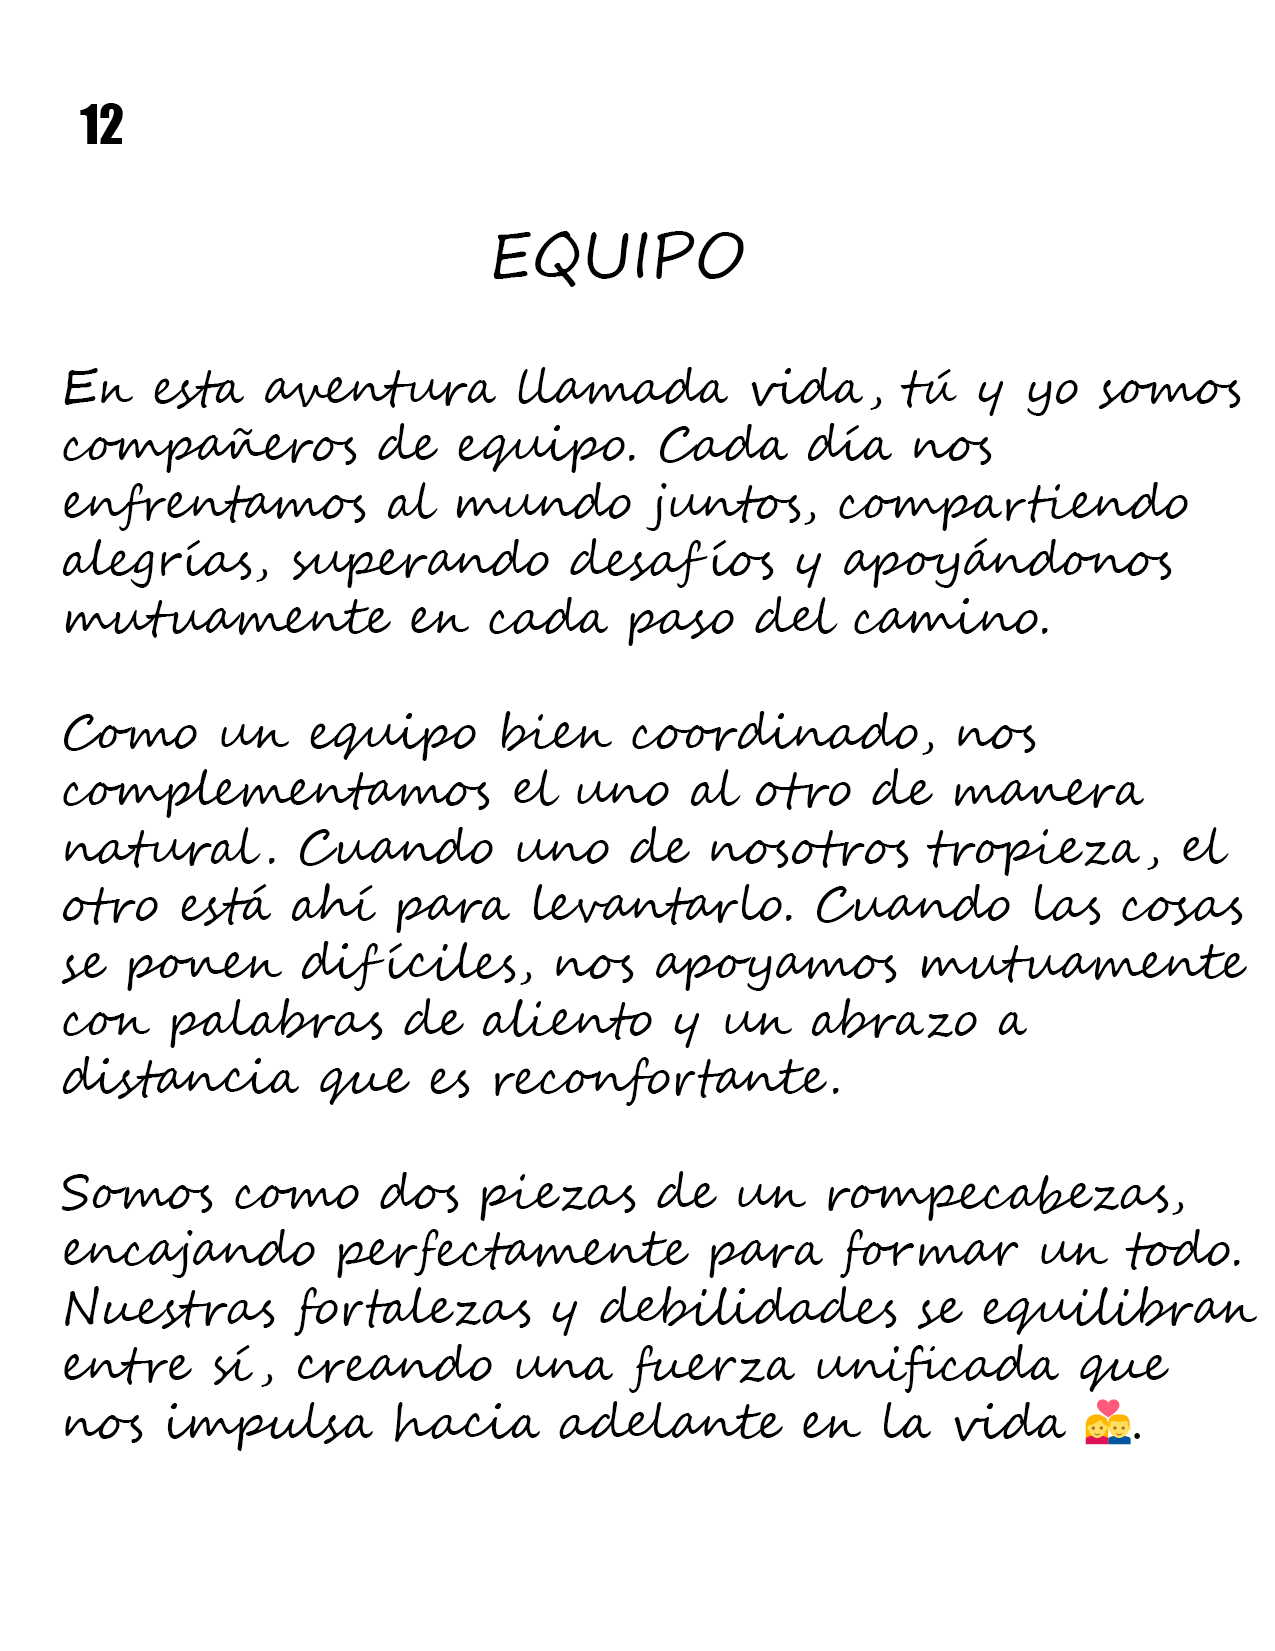 12
EQUIPO
En esta aventura llamada vida, tú y yo somos
compañeros de equipo. Cada día nos
enfrentamos al mundo juntos, compartiendo
alegrías, superando desafíos y apoyándonos
mutuamente en cada paso del camino.
Como un equipo bien coordinado, nos
complementamos el uno al otro de manera
natural. Cuando uno de nosotros tropieza, el
otro está ahí para levantarlo. Cuando las cosas
se ponen difíciles, nos apoyamos mutuamente
con palabras de aliento y un abrazo a
distancia que es reconfortante.
Somos como dos piezas de un rompecabezas,
encajando perfectamente para formar un todo.
Nuestras fortalezas y debilidades se equilibran
entre sí, creando una fuerza unificada que
nos impulsa hacia adelante en la vida 💑.